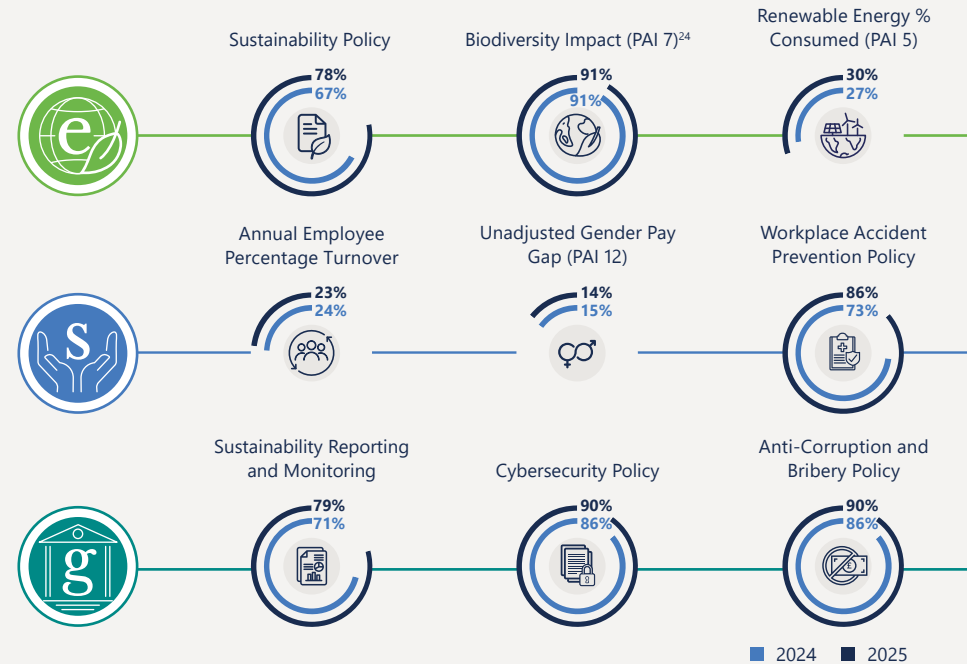 Renewable Energy %
Sustainability Policy
Biodiversity Impact (PAI 7)24
Consumed (PAI 5)
78%
67%
91%
91%
30%
27%
e
Annual Employee
Percentage Turnover
Unadjusted Gender Pay
Gap (PAI 12)
Workplace Accident
Prevention Policy
23%
24%
14%
15%
86%
73%
s
Sustainability Reporting
and Monitoring
Cybersecurity Policy
Anti-Corruption and
Bribery Policy
79%
71%
90%
86%
90%
86%
£
g
2024
2025